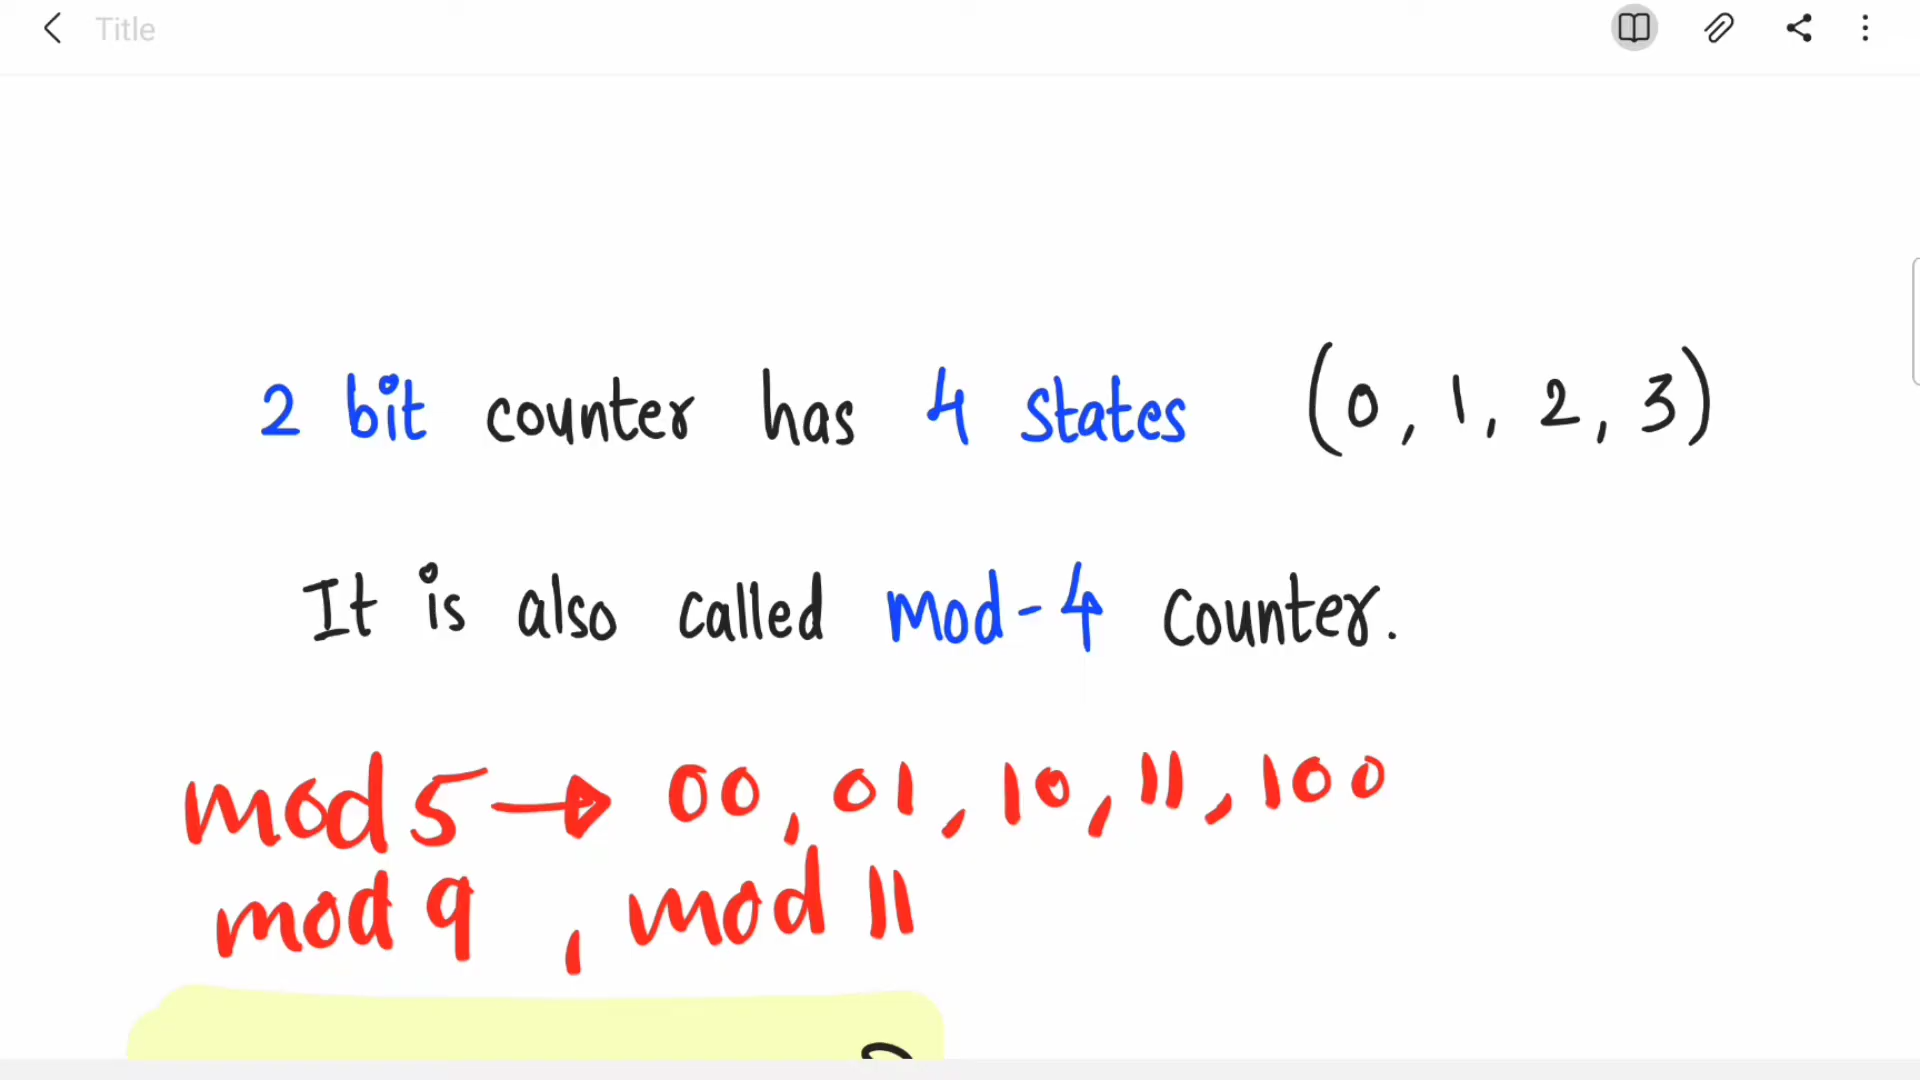 Title
2 bit counter has 4 states (0, 1, 2, 3)
It is also called mod-4 counter.
mod 5 → 00, 01, 10, 11, 100
mod 9 , mod 11